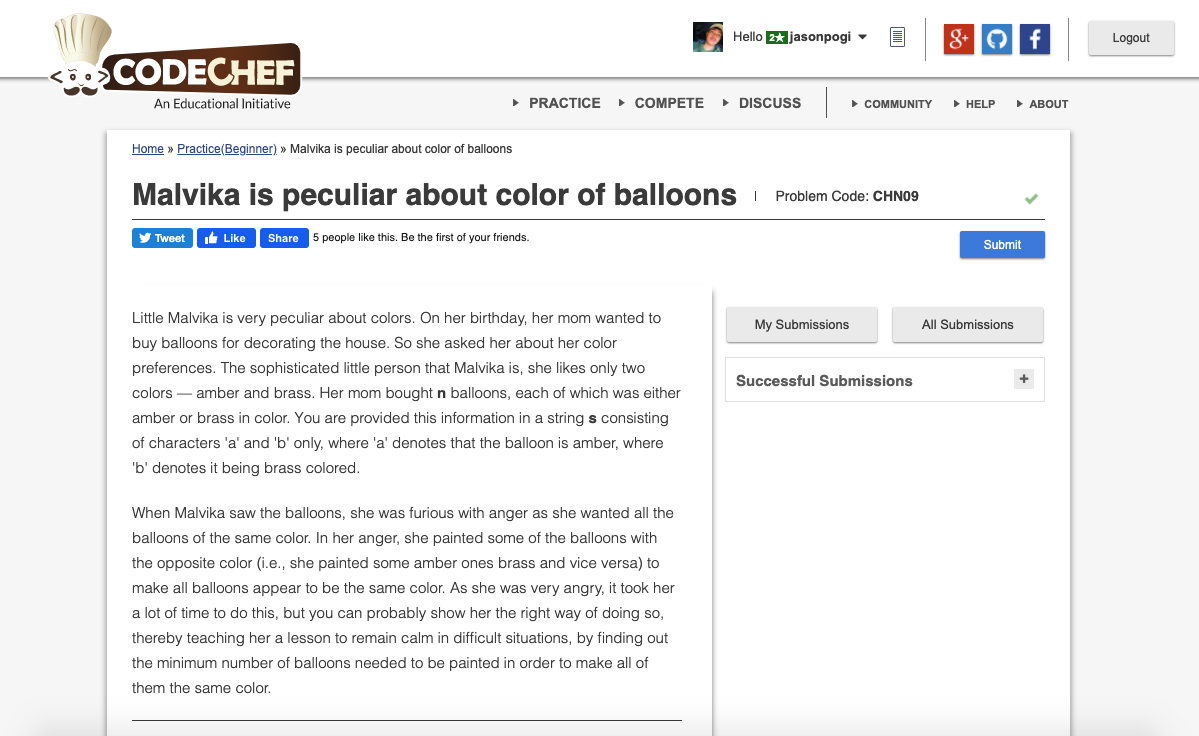 CODECHEF
An Educational Initiative
Hello 2★ jasonpogi
g+
f
Logout
PRACTICE COMPETE DISCUSS COMMUNITY HELP ABOUT
Home » Practice(Beginner) » Malvika is peculiar about color of balloons
Malvika is peculiar about color of balloons Problem Code: CHN09
Tweet Like Share 5 people like this. Be the first of your friends.
Submit
Little Malvika is very peculiar about colors. On her birthday, her mom wanted to
buy balloons for decorating the house. So she asked her about her color
preferences. The sophisticated little person that Malvika is, she likes only two
colors — amber and brass. Her mom bought n balloons, each of which was either
amber or brass in color. You are provided this information in a string s consisting
of characters 'a' and 'b' only, where 'a' denotes that the balloon is amber, where
'b' denotes it being brass colored.
When Malvika saw the balloons, she was furious with anger as she wanted all the
balloons of the same color. In her anger, she painted some of the balloons with
the opposite color (i.e., she painted some amber ones brass and vice versa) to
make all balloons appear to be the same color. As she was very angry, it took her
a lot of time to do this, but you can probably show her the right way of doing so,
thereby teaching her a lesson to remain calm in difficult situations, by finding out
the minimum number of balloons needed to be painted in order to make all of
them the same color.
My Submissions All Submissions
Successful Submissions +